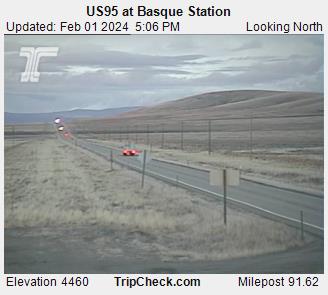 US95 at Basque Station
Updated: Feb 01 2024 5:06 PM Looking North
Elevation 4460 TripCheck.com Milepost 91.62